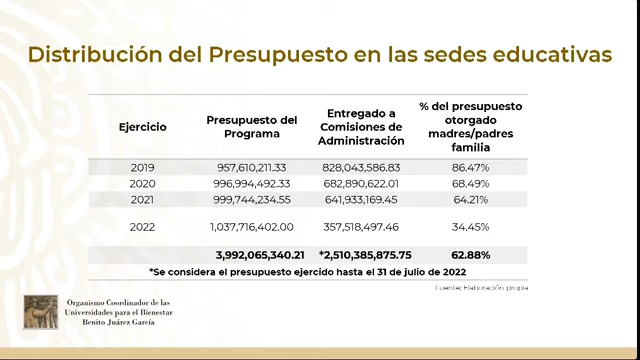 Distribución del Presupuesto en las sedes educativas
Ejercicio
Presupuesto del
Programa
Entregado a
Comisiones de
Administración
% del presupuesto
otorgado
madres/padres
familia
2019 957,610,211.33 828,043,586.83 86.47%
2020 996,994,492.33 682,890,622.01 68.49%
2021 999,744,234.55 641,933,169.45 64.21%
2022 1,037,716,402.00 357,518,497.46 34.45%
3,992,065,340.21 *2,510,385,875.75 62.88%
*Se considera el presupuesto ejercido hasta el 31 de julio de 2022
Fuente: Elaboración propia
Organismo Coordinador de las
Universidades para el Bienestar
Benito Juárez García